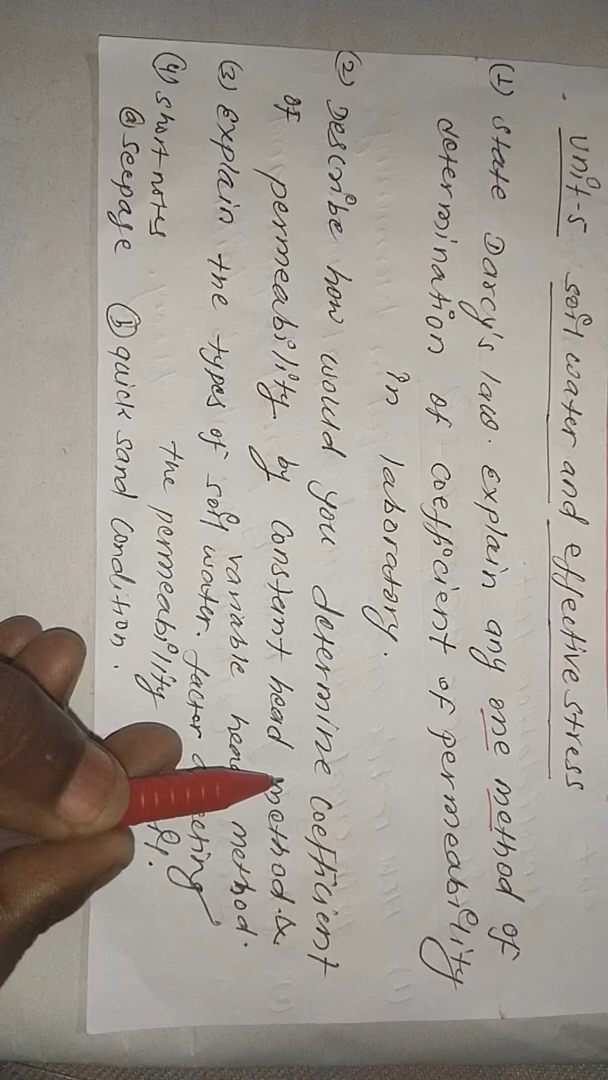 Unit-5 soil water and effective stress
(1) state Darcy's law. explain any one method of
determination of coefficient of permeability
in laboratory.
(2) Describe how would you determine coefficient
of permeability by constant head method &
variable head method.
(3) explain the types of soil water. factor
the permeability
(4) short notes
(a) seepage (b) quick sand condition.